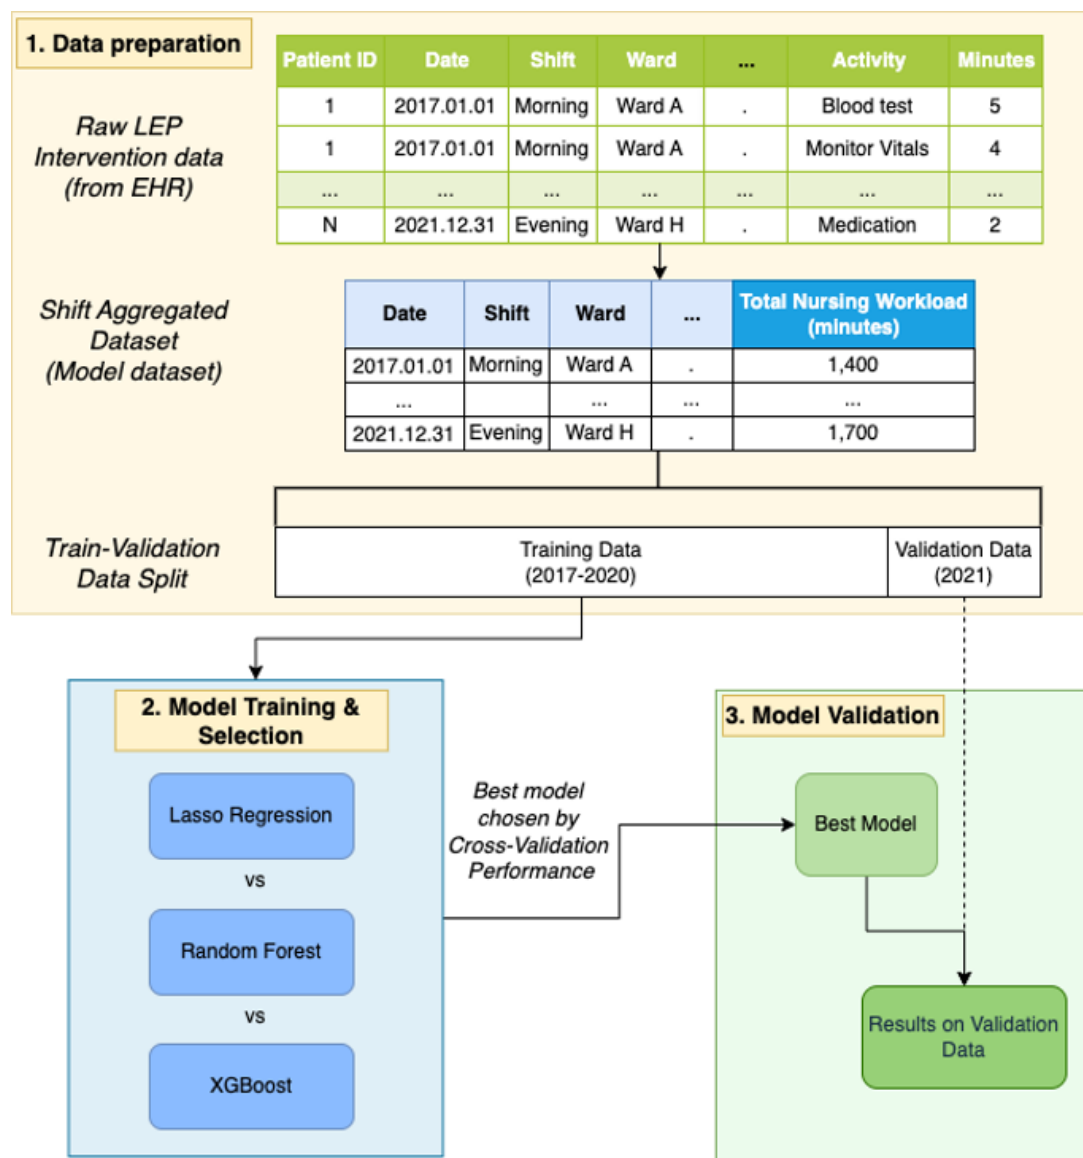 1. Data preparation
Patient ID Date Shift Ward ... Activity Minutes
1 2017.01.01 Morning Ward A . Blood test 5
1 2017.01.01 Morning Ward A . Monitor Vitals 4
... ... ... ... ... ... ...
N 2021.12.31 Evening Ward H . Medication 2
Raw LEP
Intervention data
(from EHR)
Shift Aggregated
Dataset
(Model dataset)
Date Shift Ward ... Total Nursing Workload
(minutes)
2017.01.01 Morning Ward A . 1,400
... ... ... ...
2021.12.31 Evening Ward H . 1,700
Train-Validation
Data Split
Training Data
(2017-2020)
Validation Data
(2021)
2. Model Training &
Selection
Lasso Regression
vs
Random Forest
vs
XGBoost
Best model
chosen by
Cross-Validation
Performance
3. Model Validation
Best Model
Results on Validation
Data